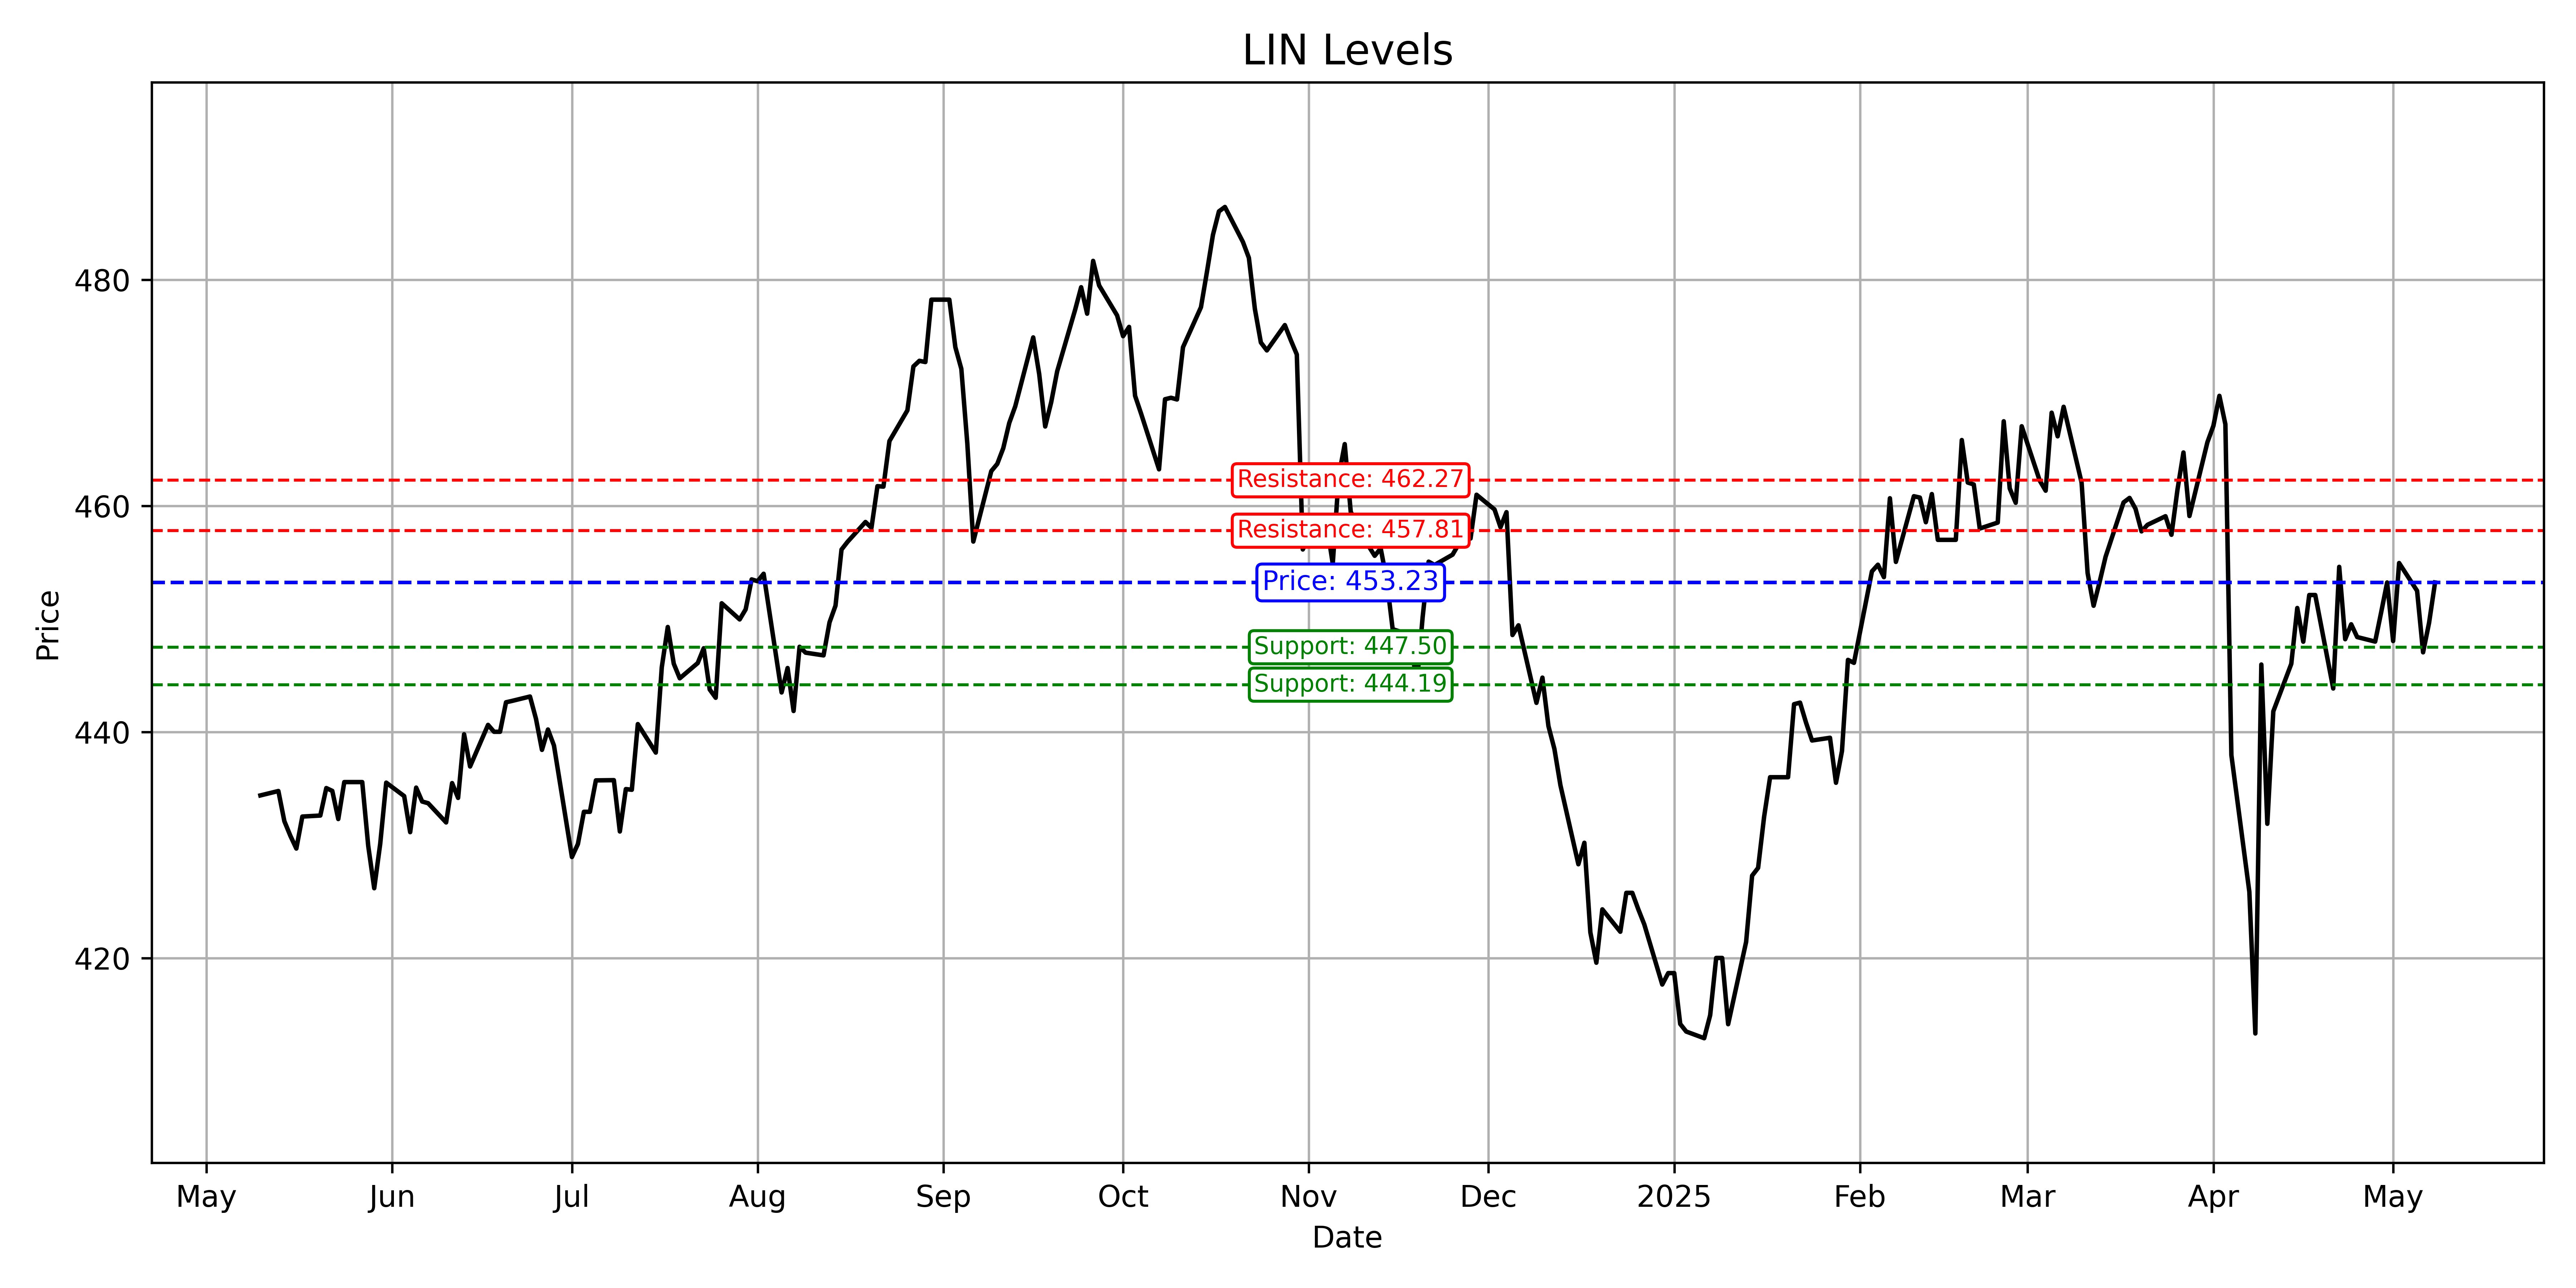 LIN Levels
480
460
440
420
Price
Resistance: 462.27
Resistance: 457.81
Price: 453.23
Support: 447.50
Support: 444.19
May
Jun
Jul
Aug
Sep
Oct
Nov
Dec
2025
Feb
Mar
Apr
May
Date